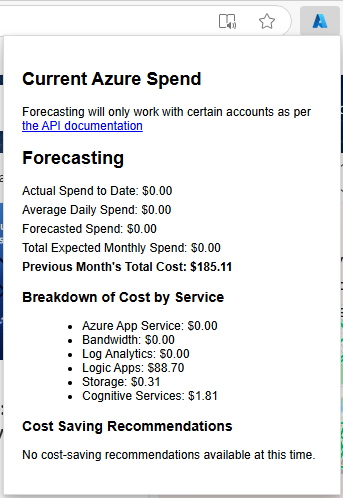 Current Azure Spend
Forecasting will only work with certain accounts as per
the API documentation
Forecasting
Actual Spend to Date: $0.00
Average Daily Spend: $0.00
Forecasted Spend: $0.00
Total Expected Monthly Spend: $0.00
Previous Month's Total Cost: $185.11
Breakdown of Cost by Service
• Azure App Service: $0.00
• Bandwidth: $0.00
• Log Analytics: $0.00
• Logic Apps: $88.70
• Storage: $0.31
• Cognitive Services: $1.81
Cost Saving Recommendations
No cost-saving recommendations available at this time.